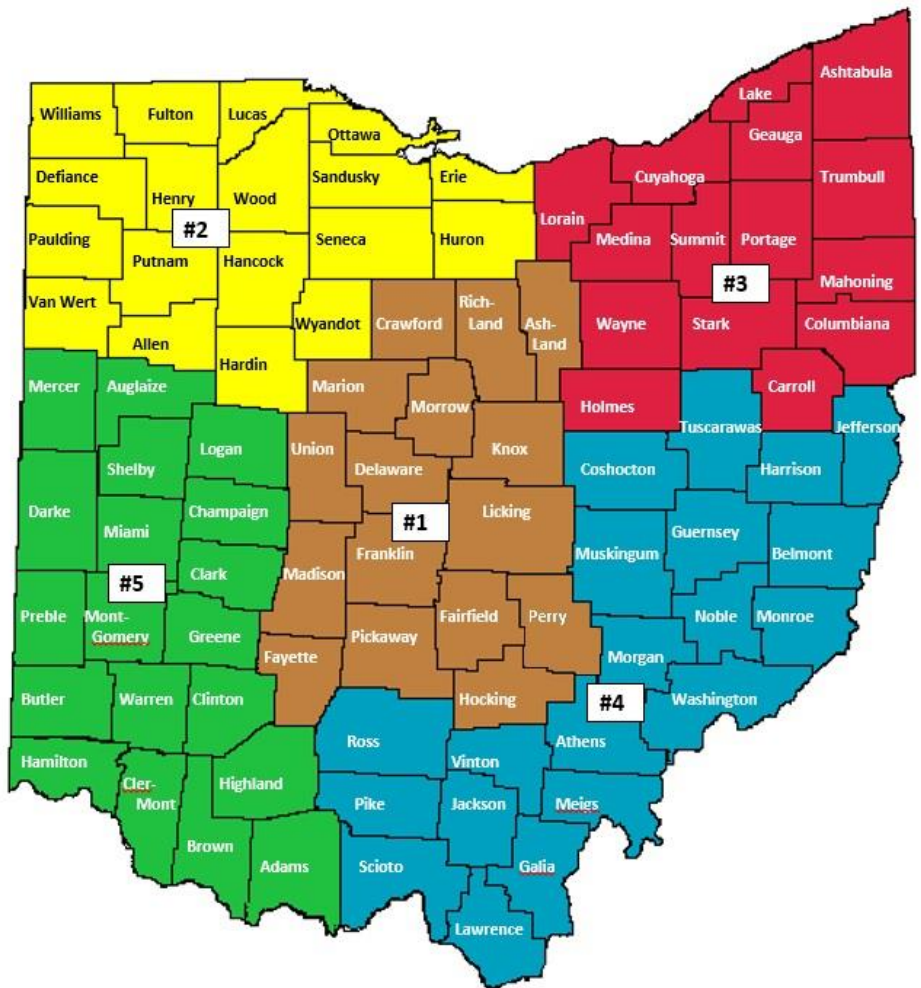 Ashtabula
Lake
Geauga
Williams
Fulton
Lucas
Ottawa
Cuyahoga
Trumbull
Defiance
Henry
Wood
Sandusky
Erie
Lorain
Medina
Summit
Portage
#2
Paulding
Putnam
Hancock
Seneca
Huron
#3
Mahoning
Van Wert
Allen
Wyandot
Crawford
Rich-
Land
Ash-
Land
Wayne
Stark
Columbiana
Hardin
Mercer
Auglaize
Marion
Morrow
Holmes
Carroll
Tuscarawas
Jefferson
Shelby
Logan
Union
Delaware
Knox
Coshocton
Harrison
Darke
Miami
Champaign
#1
Licking
Guernsey
Belmont
Muskingum
Clark
Madison
Franklin
#5
Preble
Mont-
Gomery
Greene
Fayette
Pickaway
Fairfield
Perry
Noble
Monroe
Morgan
Butler
Warren
Clinton
Hocking
#4
Washington
Hamilton
Ross
Vinton
Athens
Cler-
Mont
Highland
Pike
Jackson
Meigs
Brown
Adams
Scioto
Galia
Lawrence